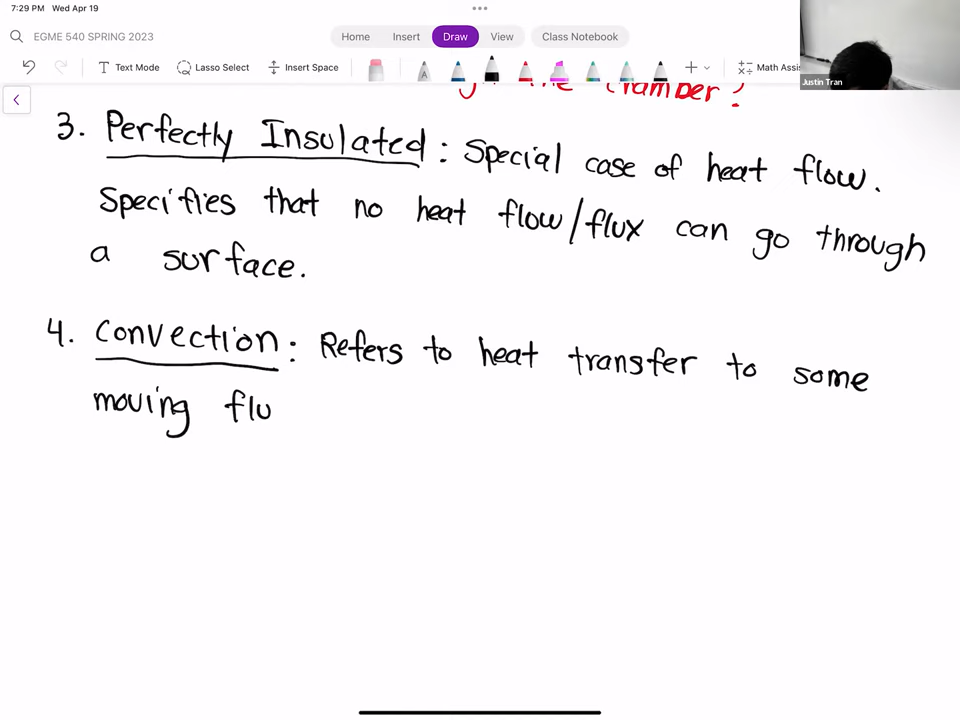 7:29 PM Wed Apr 19
EGME 540 SPRING 2023
Home Insert Draw View Class Notebook
Text Mode Lasso Select Insert Space Math Assis
Justin Tran
the chamber?
3. Perfectly Insulated: Special case of heat flow.
Specifies that no heat flow/flux can go through
a surface.
4. Convection: Refers to heat transfer to some
moving flu